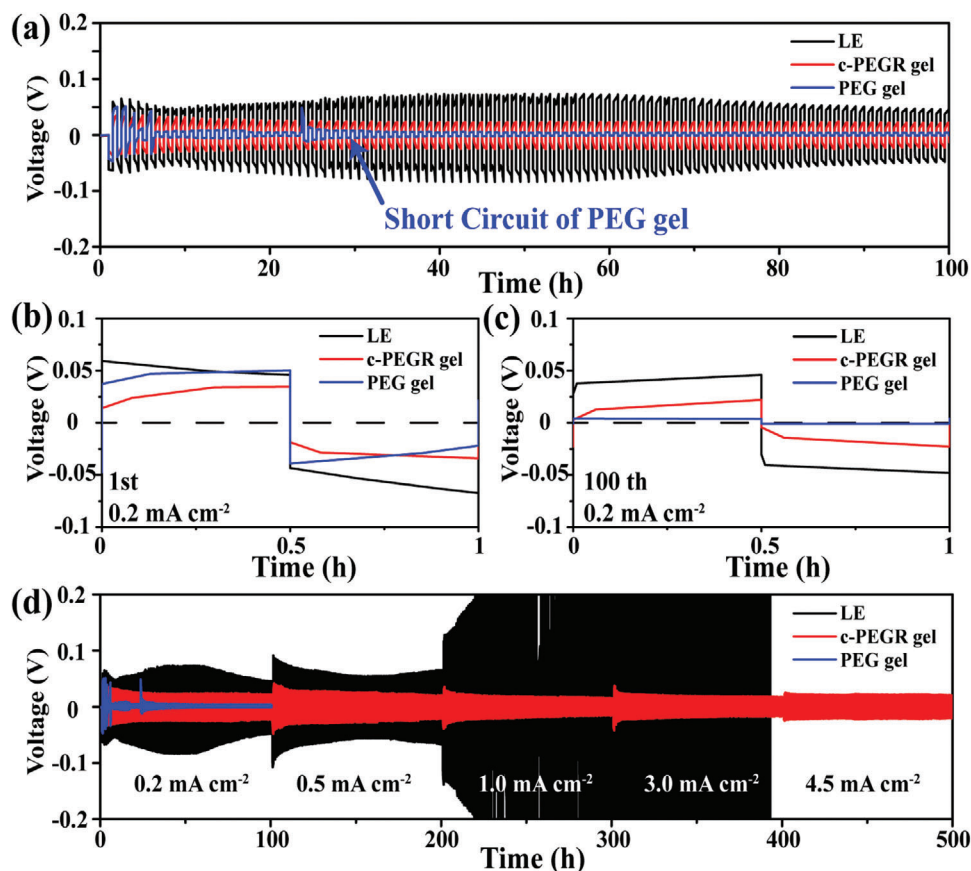 (a)
0.2
0.1
0
-0.1
-0.2
Voltage (V)
LE
c-PEGR gel
PEG gel
Short Circuit of PEG gel
0 20 40 60 80 100
Time (h)
(b)
0.1
0.05
0
-0.05
-0.1
Voltage (V)
LE
c-PEGR gel
PEG gel
1st
0.2 mA cm⁻²
0 0.5 1
Time (h)
(c)
0.1
0.05
0
-0.05
-0.1
Voltage (V)
LE
c-PEGR gel
PEG gel
100 th
0.2 mA cm⁻²
0 0.5 1
Time (h)
(d)
0.2
0.1
0
-0.1
-0.2
Voltage (V)
LE
c-PEGR gel
PEG gel
0.2 mA cm⁻² 0.5 mA cm⁻² 1.0 mA cm⁻² 3.0 mA cm⁻² 4.5 mA cm⁻²
0 100 200 300 400 500
Time (h)